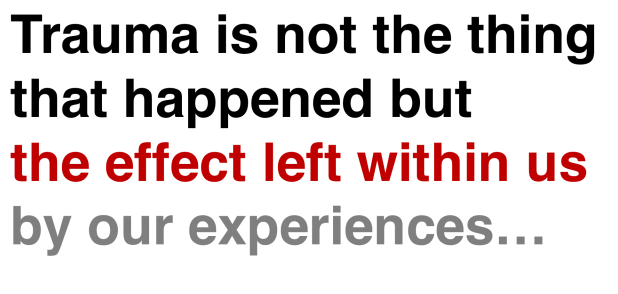 Trauma is not the thing
that happened but
the effect left within us
by our experiences…